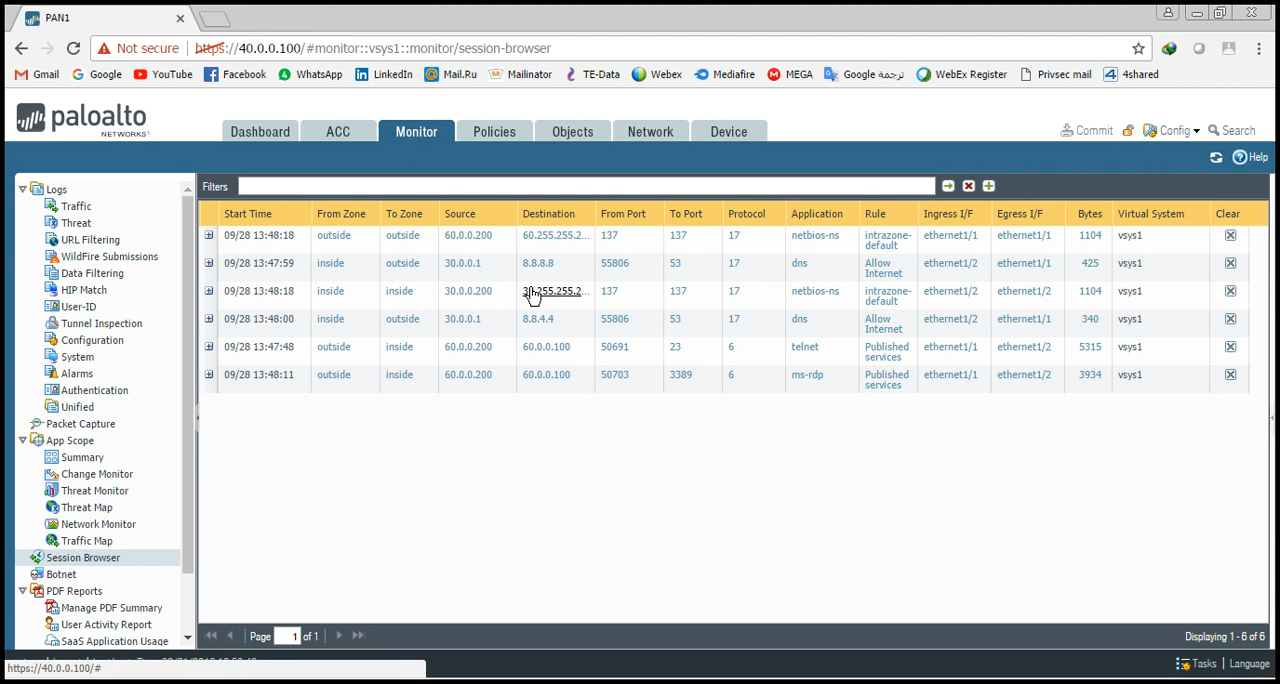 PAN1
Not secure https://40.0.0.100/#monitor::vsys1::monitor/session-browser
Gmail Google YouTube Facebook WhatsApp LinkedIn Mail.Ru Mailinator TE-Data Webex Mediafire MEGA Google ترجمة WebEx Register Privsec mail 4shared
paloalto
NETWORKS
Dashboard ACC Monitor Policies Objects Network Device Commit Config Search
Help
Filters
Start Time From Zone To Zone Source Destination From Port To Port Protocol Application Rule Ingress I/F Egress I/F Bytes Virtual System Clear
09/28 13:48:18 outside outside 60.0.0.200 60.255.255.2... 137 137 17 netbios-ns intrazone-default ethernet1/1 ethernet1/1 1104 vsys1
09/28 13:47:59 inside outside 30.0.0.1 8.8.8.8 55806 53 17 dns Allow Internet ethernet1/2 ethernet1/1 425 vsys1
09/28 13:48:18 inside inside 30.0.0.200 137 137 17 netbios-ns intrazone-default ethernet1/2 ethernet1/2 1104 vsys1
09/28 13:48:00 inside outside 30.0.0.1 8.8.4.4 55806 53 17 dns Allow Internet ethernet1/2 ethernet1/1 340 vsys1
09/28 13:47:48 outside inside 60.0.0.200 60.0.0.100 50691 23 6 telnet Published services ethernet1/1 ethernet1/2 5315 vsys1
09/28 13:48:11 outside inside 60.0.0.200 60.0.0.100 50703 3389 6 ms-rdp Published services ethernet1/1 ethernet1/2 3934 vsys1
Logs
Traffic
Threat
URL Filtering
WildFire Submissions
Data Filtering
HIP Match
User-ID
Tunnel Inspection
Configuration
System
Alarms
Authentication
Unified
Packet Capture
App Scope
Summary
Change Monitor
Threat Monitor
Threat Map
Network Monitor
Traffic Map
Session Browser
Botnet
PDF Reports
Manage PDF Summary
User Activity Report
SaaS Application Usage
Page 1 of 1 Displaying 1 - 6 of 6
https://40.0.0.100/#
Tasks Language